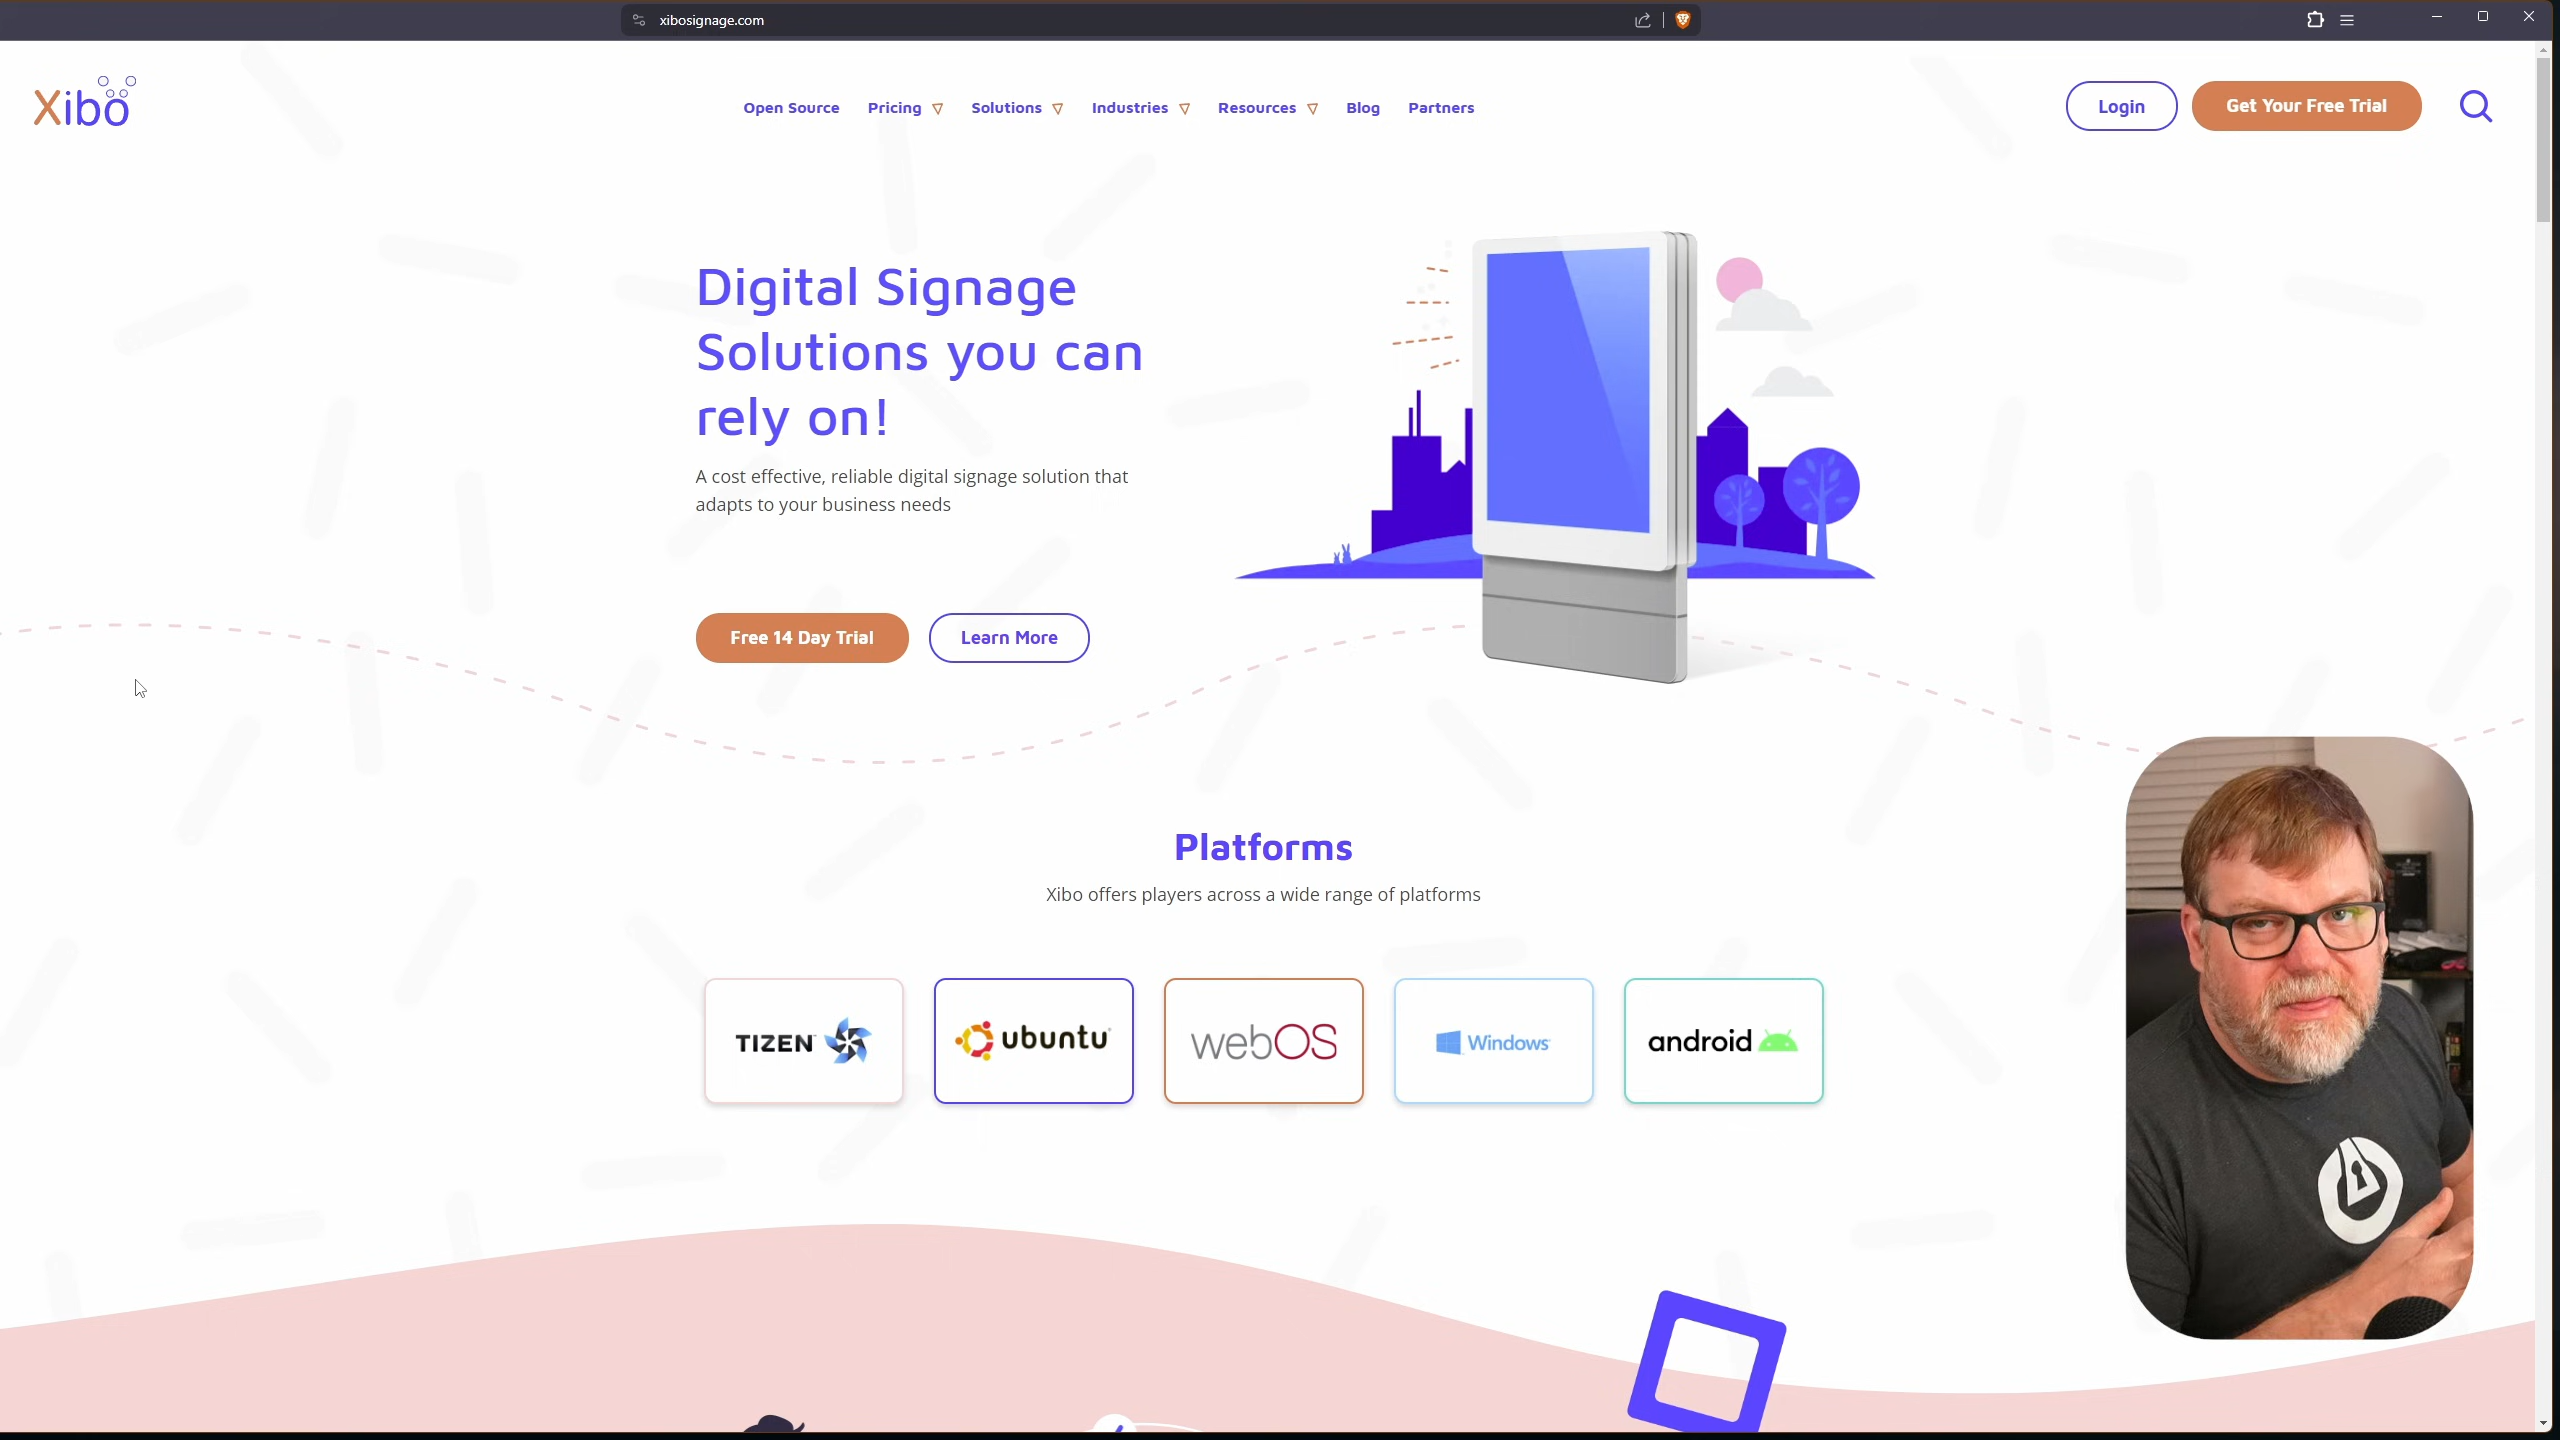 xibosignage.com
Xibo
Open Source Pricing Solutions Industries Resources Blog Partners
Login
Get Your Free Trial
Digital Signage
Solutions you can
rely on!
A cost effective, reliable digital signage solution that
adapts to your business needs
Free 14 Day Trial
Learn More
Platforms
Xibo offers players across a wide range of platforms
TIZEN
ubuntu
webOS
Windows
android